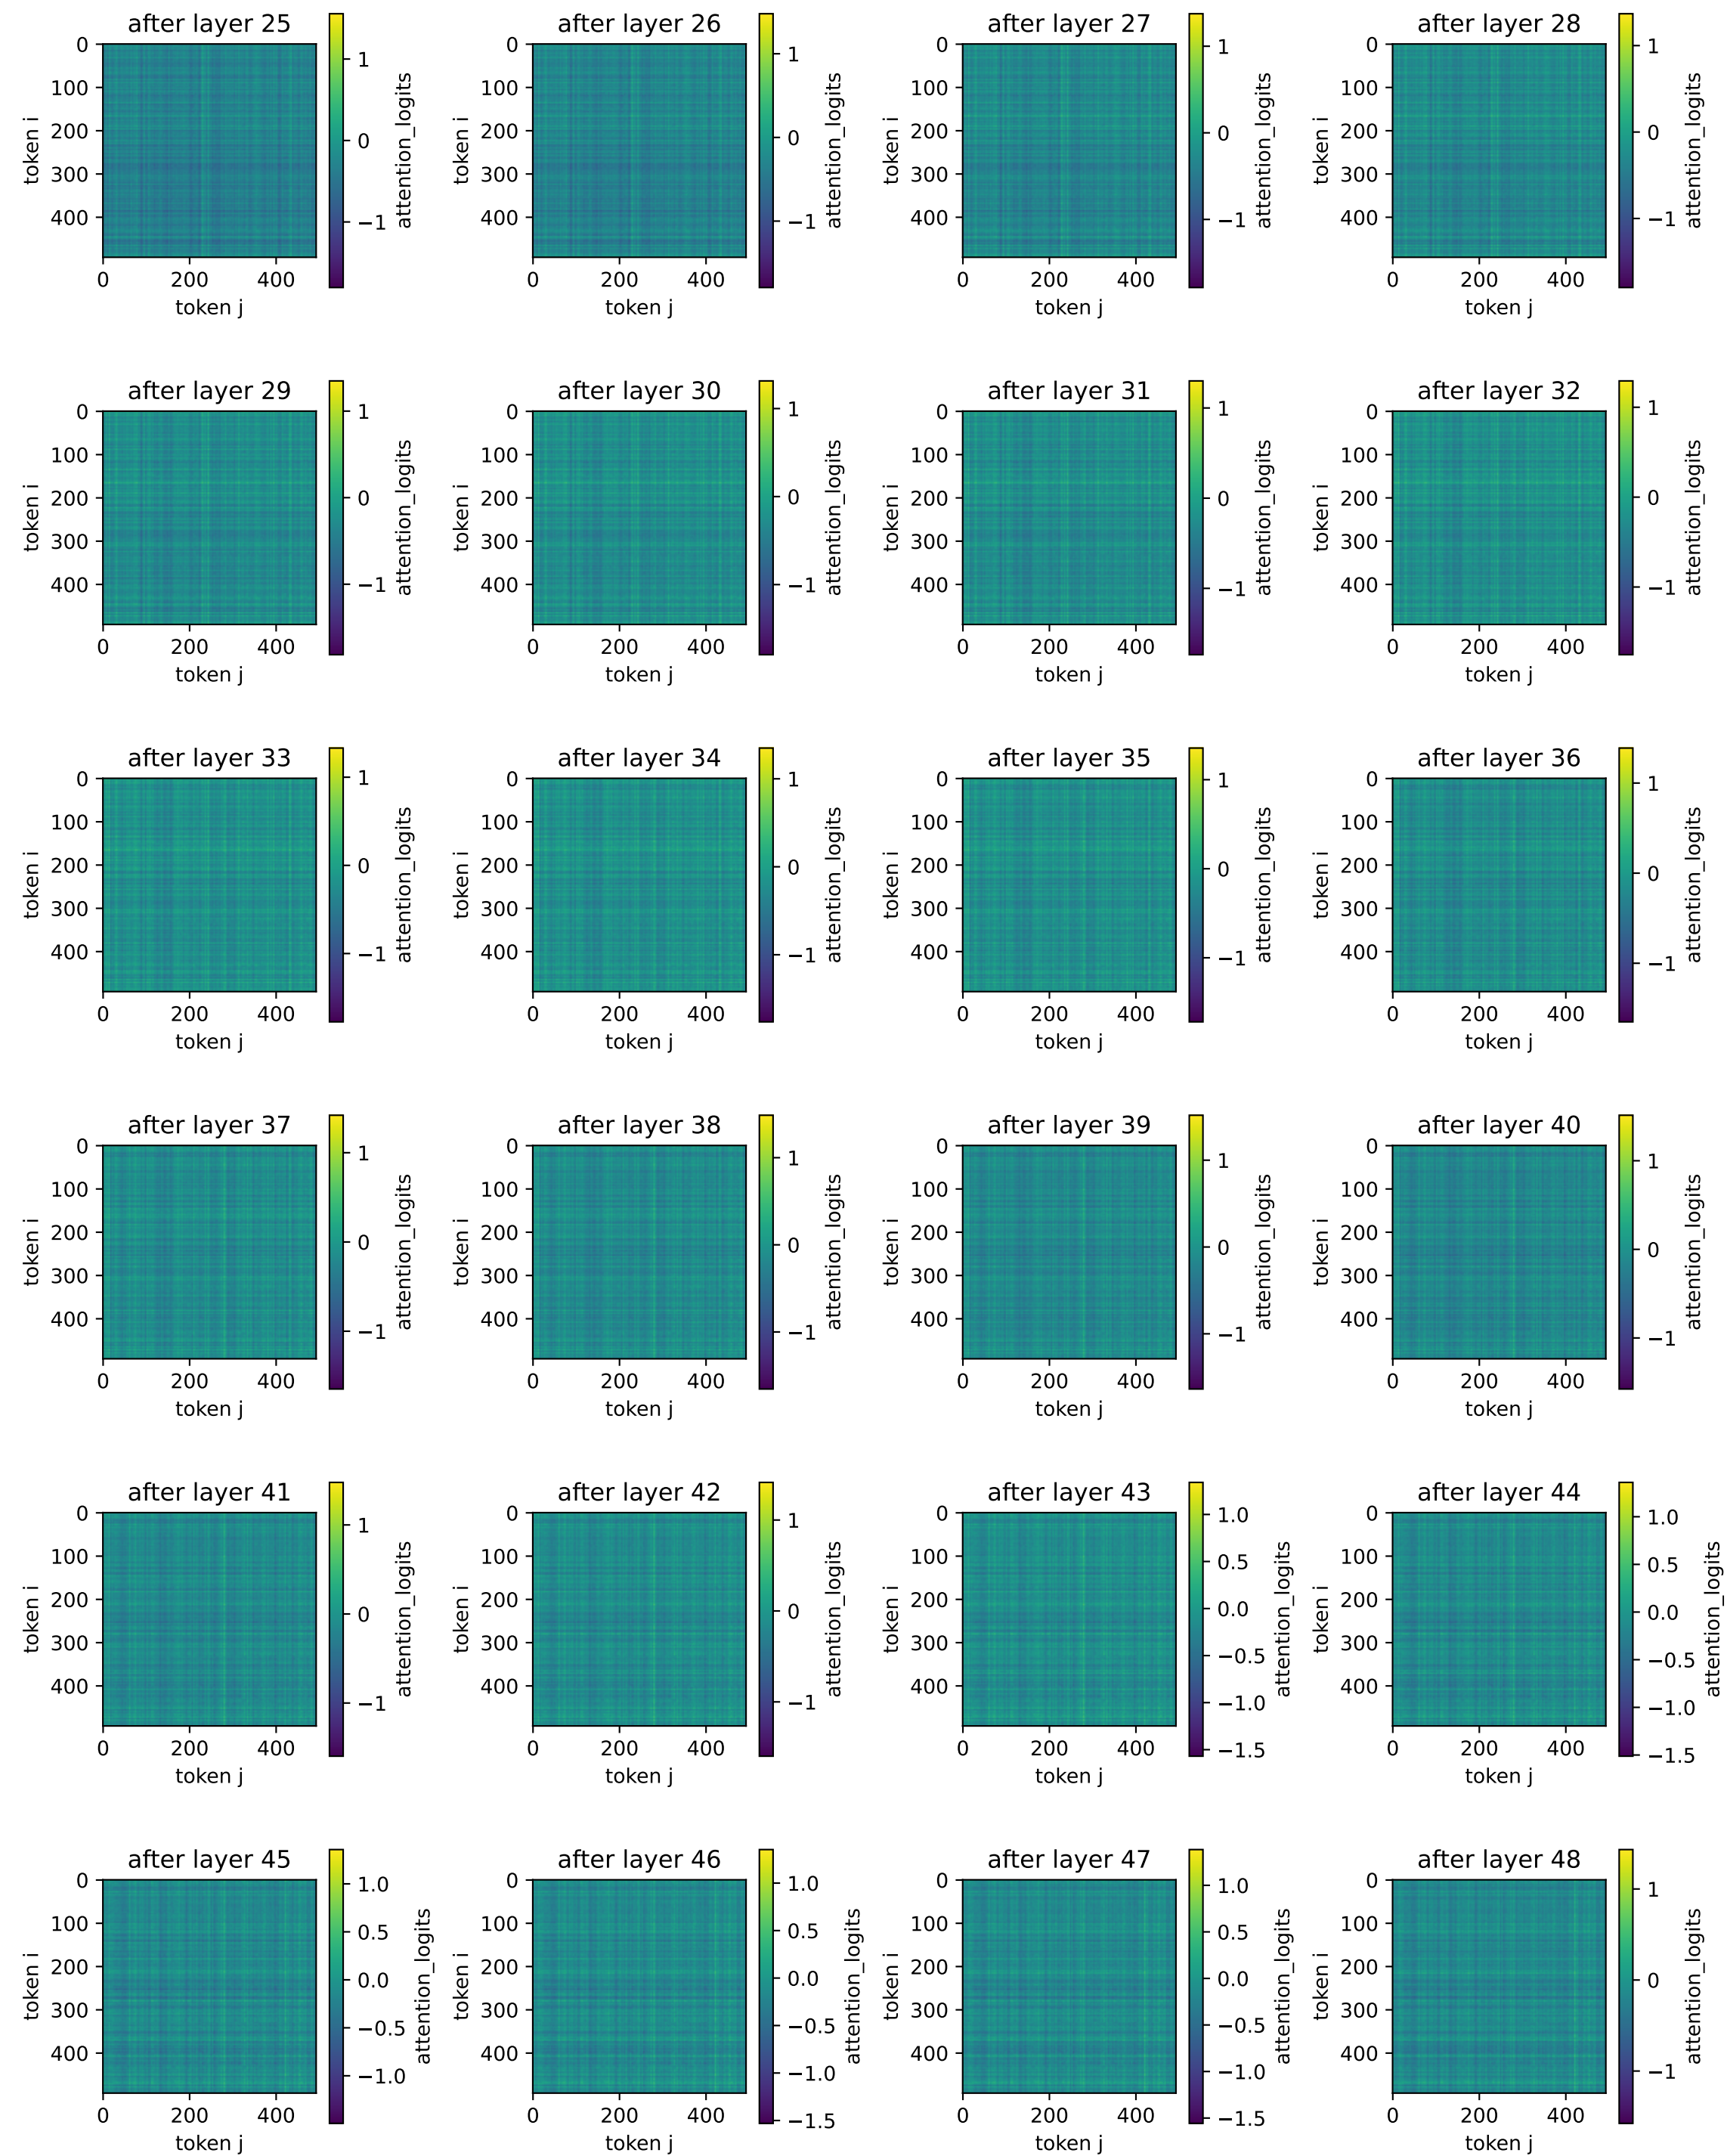 after layer 25
0
100
200
300
400
token i
0 200 400
token j
1
0
−1
attention_logits
after layer 26
0
100
200
300
400
token i
0 200 400
token j
1
0
−1
attention_logits
after layer 27
0
100
200
300
400
token i
0 200 400
token j
1
0
−1
attention_logits
after layer 28
0
100
200
300
400
token i
0 200 400
token j
1
0
−1
attention_logits
after layer 29
0
100
200
300
400
token i
0 200 400
token j
1
0
−1
attention_logits
after layer 30
0
100
200
300
400
token i
0 200 400
token j
1
0
−1
attention_logits
after layer 31
0
100
200
300
400
token i
0 200 400
token j
1
0
−1
attention_logits
after layer 32
0
100
200
300
400
token i
0 200 400
token j
1
0
−1
attention_logits
after layer 33
0
100
200
300
400
token i
0 200 400
token j
1
0
−1
attention_logits
after layer 34
0
100
200
300
400
token i
0 200 400
token j
1
0
−1
attention_logits
after layer 35
0
100
200
300
400
token i
0 200 400
token j
1
0
−1
attention_logits
after layer 36
0
100
200
300
400
token i
0 200 400
token j
1
0
−1
attention_logits
after layer 37
0
100
200
300
400
token i
0 200 400
token j
1
0
−1
attention_logits
after layer 38
0
100
200
300
400
token i
0 200 400
token j
1
0
−1
attention_logits
after layer 39
0
100
200
300
400
token i
0 200 400
token j
1
0
−1
attention_logits
after layer 40
0
100
200
300
400
token i
0 200 400
token j
1
0
−1
attention_logits
after layer 41
0
100
200
300
400
token i
0 200 400
token j
1
0
−1
attention_logits
after layer 42
0
100
200
300
400
token i
0 200 400
token j
1
0
−1
attention_logits
after layer 43
0
100
200
300
400
token i
0 200 400
token j
1.0
0.5
0.0
−0.5
−1.0
−1.5
attention_logits
after layer 44
0
100
200
300
400
token i
0 200 400
token j
1.0
0.5
0.0
−0.5
−1.0
−1.5
attention_logits
after layer 45
0
100
200
300
400
token i
0 200 400
token j
1.0
0.5
0.0
−0.5
−1.0
attention_logits
after layer 46
0
100
200
300
400
token i
0 200 400
token j
1.0
0.5
0.0
−0.5
−1.0
−1.5
attention_logits
after layer 47
0
100
200
300
400
token i
0 200 400
token j
1.0
0.5
0.0
−0.5
−1.0
−1.5
attention_logits
after layer 48
0
100
200
300
400
token i
0 200 400
token j
1
0
−1
attention_logits